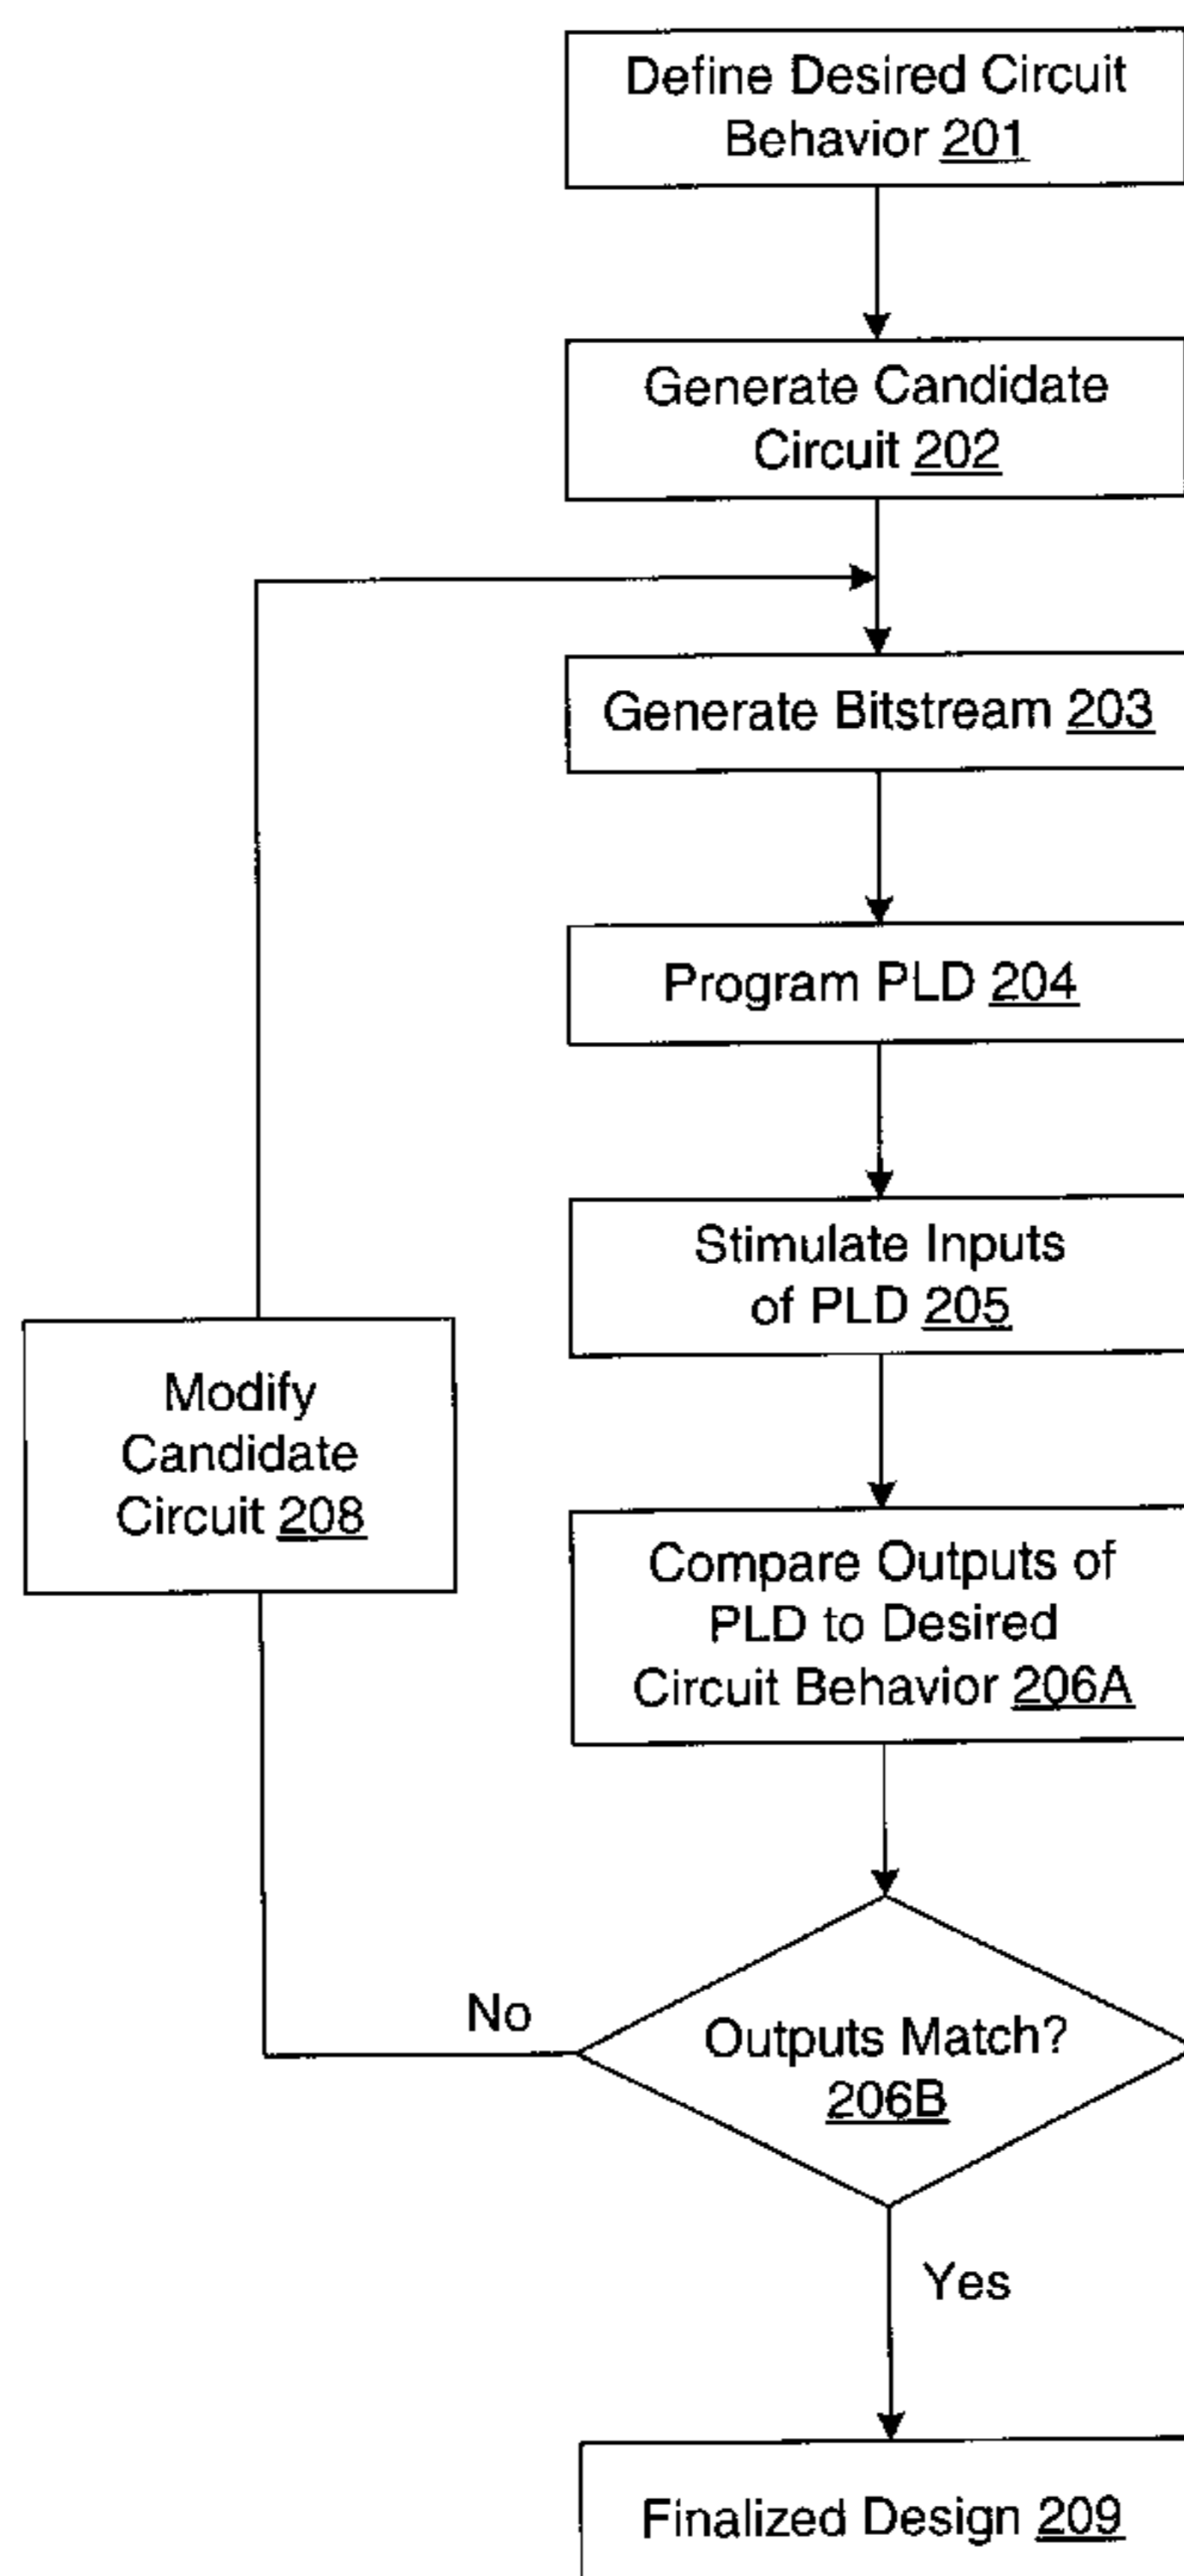 Define Desired Circuit
Behavior 201
Generate Candidate
Circuit 202
Generate Bitstream 203
Program PLD 204
Stimulate Inputs
of PLD 205
Modify
Candidate
Circuit 208
Compare Outputs of
PLD to Desired
Circuit Behavior 206A
No
Outputs Match?
206B
Yes
Finalized Design 209